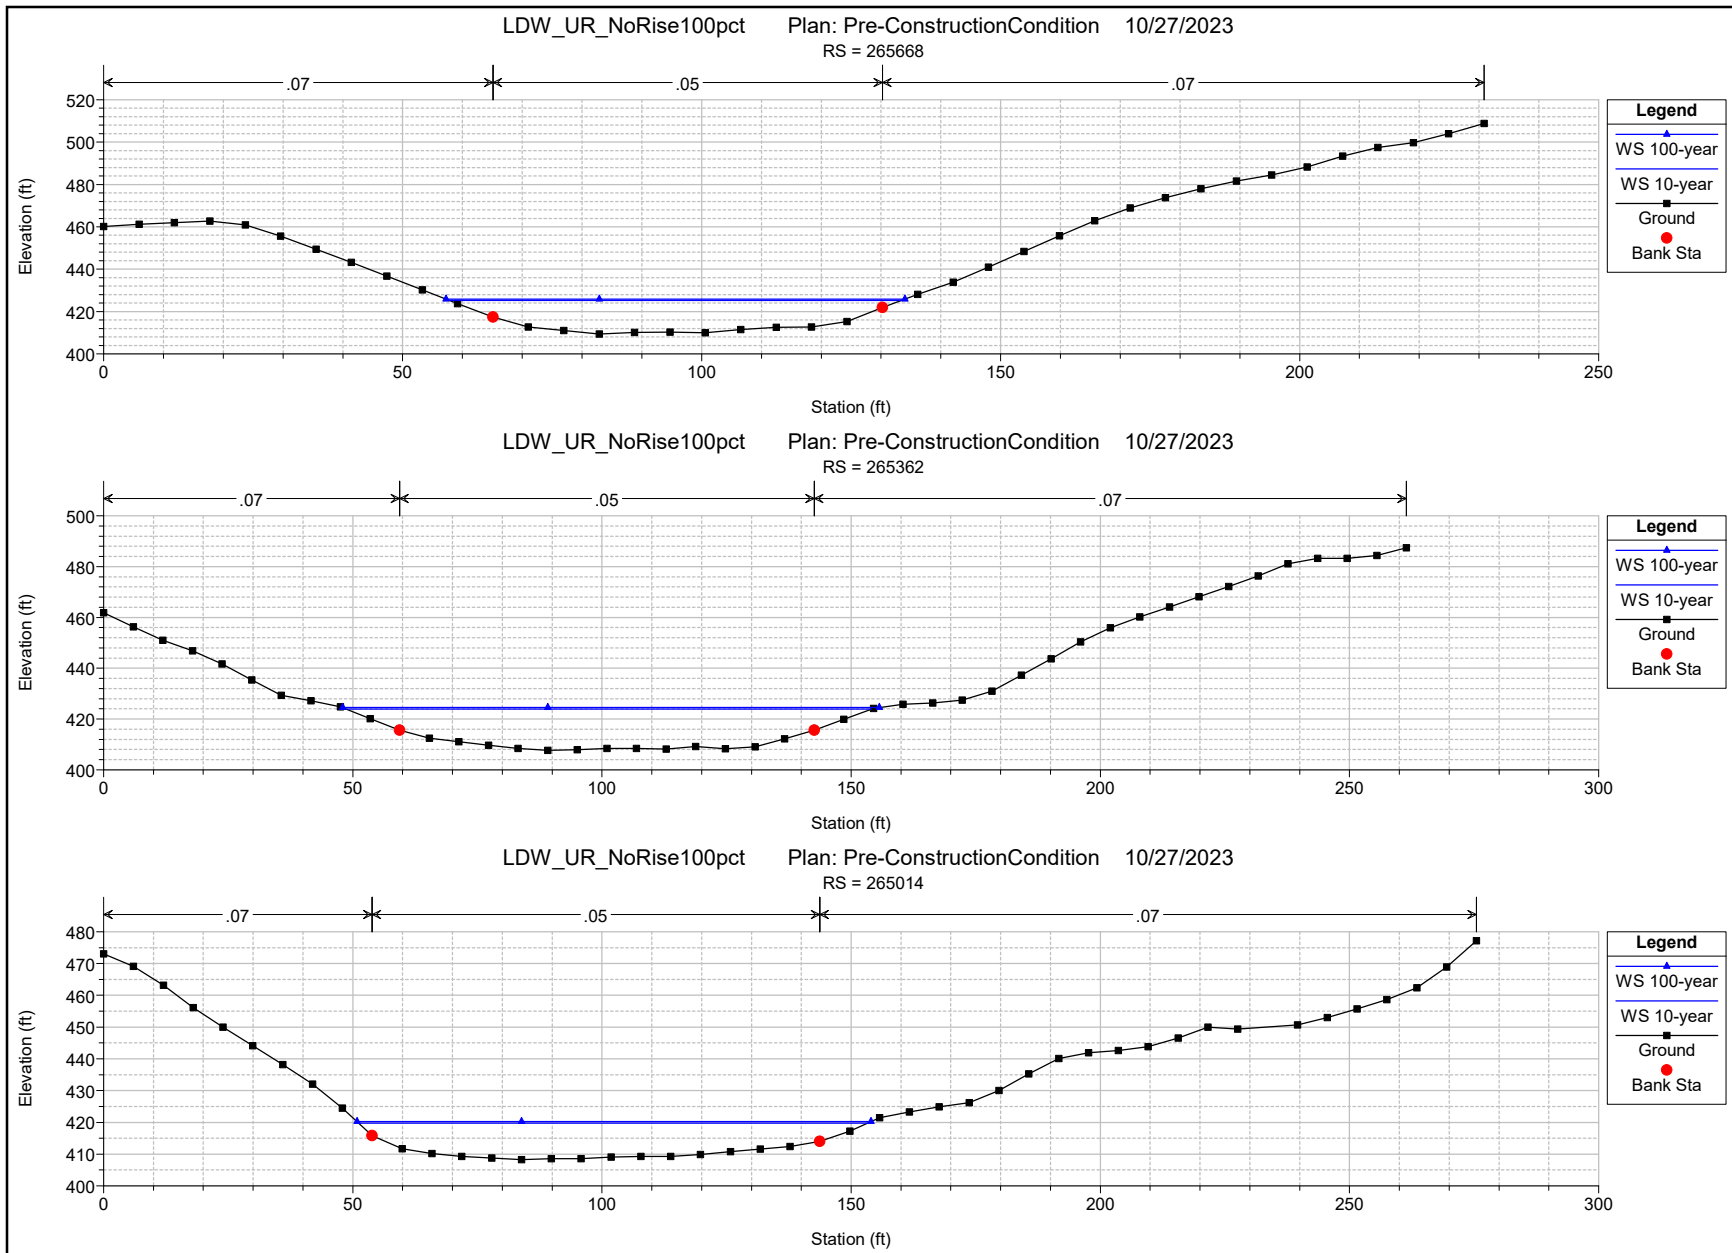 LDW_UR_NoRise100pct Plan: Pre-ConstructionCondition 10/27/2023
RS = 265668
.07 .05 .07
520
500
480
460
440
420
400
0 50 100 150 200 250
Elevation (ft)
Station (ft)
Legend
WS 100-year
WS 10-year
Ground
Bank Sta
LDW_UR_NoRise100pct Plan: Pre-ConstructionCondition 10/27/2023
RS = 265362
.07 .05 .07
500
480
460
440
420
400
0 50 100 150 200 250 300
Elevation (ft)
Station (ft)
Legend
WS 100-year
WS 10-year
Ground
Bank Sta
LDW_UR_NoRise100pct Plan: Pre-ConstructionCondition 10/27/2023
RS = 265014
.07 .05 .07
480
470
460
450
440
430
420
410
400
0 50 100 150 200 250 300
Elevation (ft)
Station (ft)
Legend
WS 100-year
WS 10-year
Ground
Bank Sta